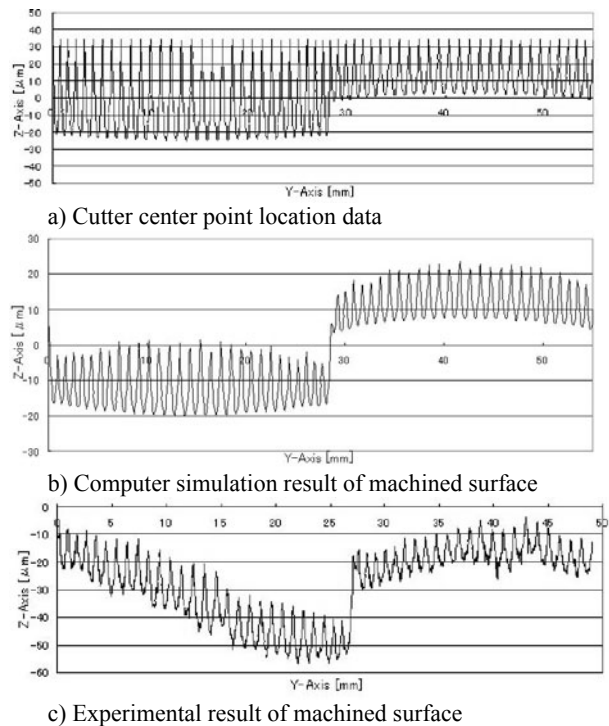 50
40
30
20
10
0
-10
-20
-30
-40
-50
Z-Axis [μm]
0 10 20 30 40 50
Y-Axis [mm]
a) Cutter center point location data
30
20
10
0
-10
-20
-30
Z-Axis [μm]
0 10 20 30 40 50
Y-Axis [mm]
b) Computer simulation result of machined surface
0
-10
-20
-30
-40
-50
-60
Z-Axis [μm]
0 5 10 15 20 25 30 35 40 45 50
Y-Axis [mm]
c) Experimental result of machined surface